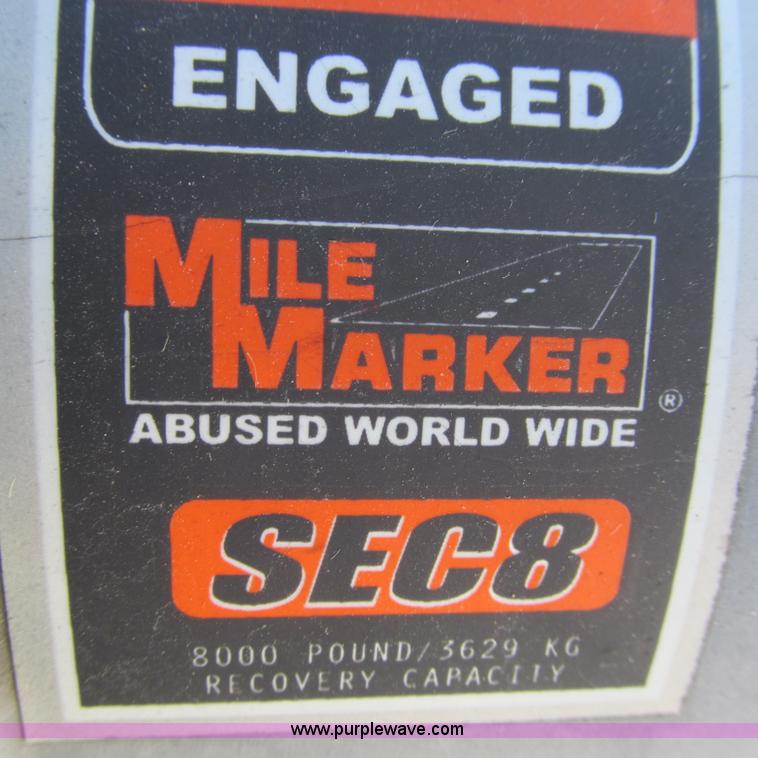 ENGAGED
MILE
MARKER
®
ABUSED WORLD WIDE
SEC8
8000 POUND/3629 KG
RECOVERY CAPACITY
www.purplewave.com